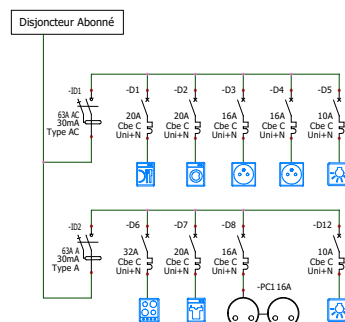 Disjoncteur Abonné
-ID1
63A AC
30mA
Type AC
-D1
20A
Cbe C
Uni+N
-D2
20A
Cbe C
Uni+N
-D3
16A
Cbe C
Uni+N
-D4
16A
Cbe C
Uni+N
-D5
10A
Cbe C
Uni+N
-ID2
63A A
30mA
Type A
-D6
32A
Cbe C
Uni+N
-D7
20A
Cbe C
Uni+N
-D8
16A
Cbe C
Uni+N
-D12
10A
Cbe C
Uni+N
-PC1 16A